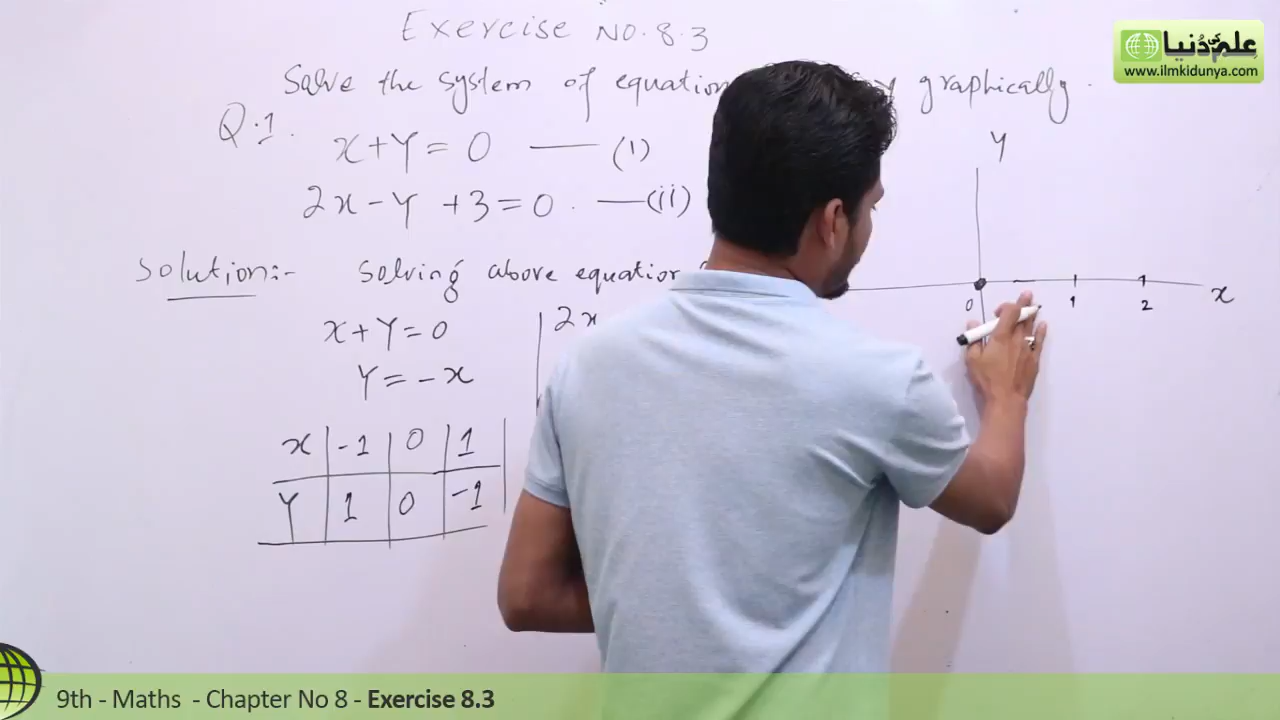 Exercise No. 8.3
Solve the system of equation graphically.
Q.1. x+y=0 —— (i)
2x-y+3=0. ——(ii)
Solution:- Solving above equation
x+y=0
2x
y=-x
x | -1 | 0 | 1
y | 1 | 0 | -1
y
x
0 1 2
علم کی دُنیا
www.ilmkidunya.com
9th - Maths - Chapter No 8 - Exercise 8.3